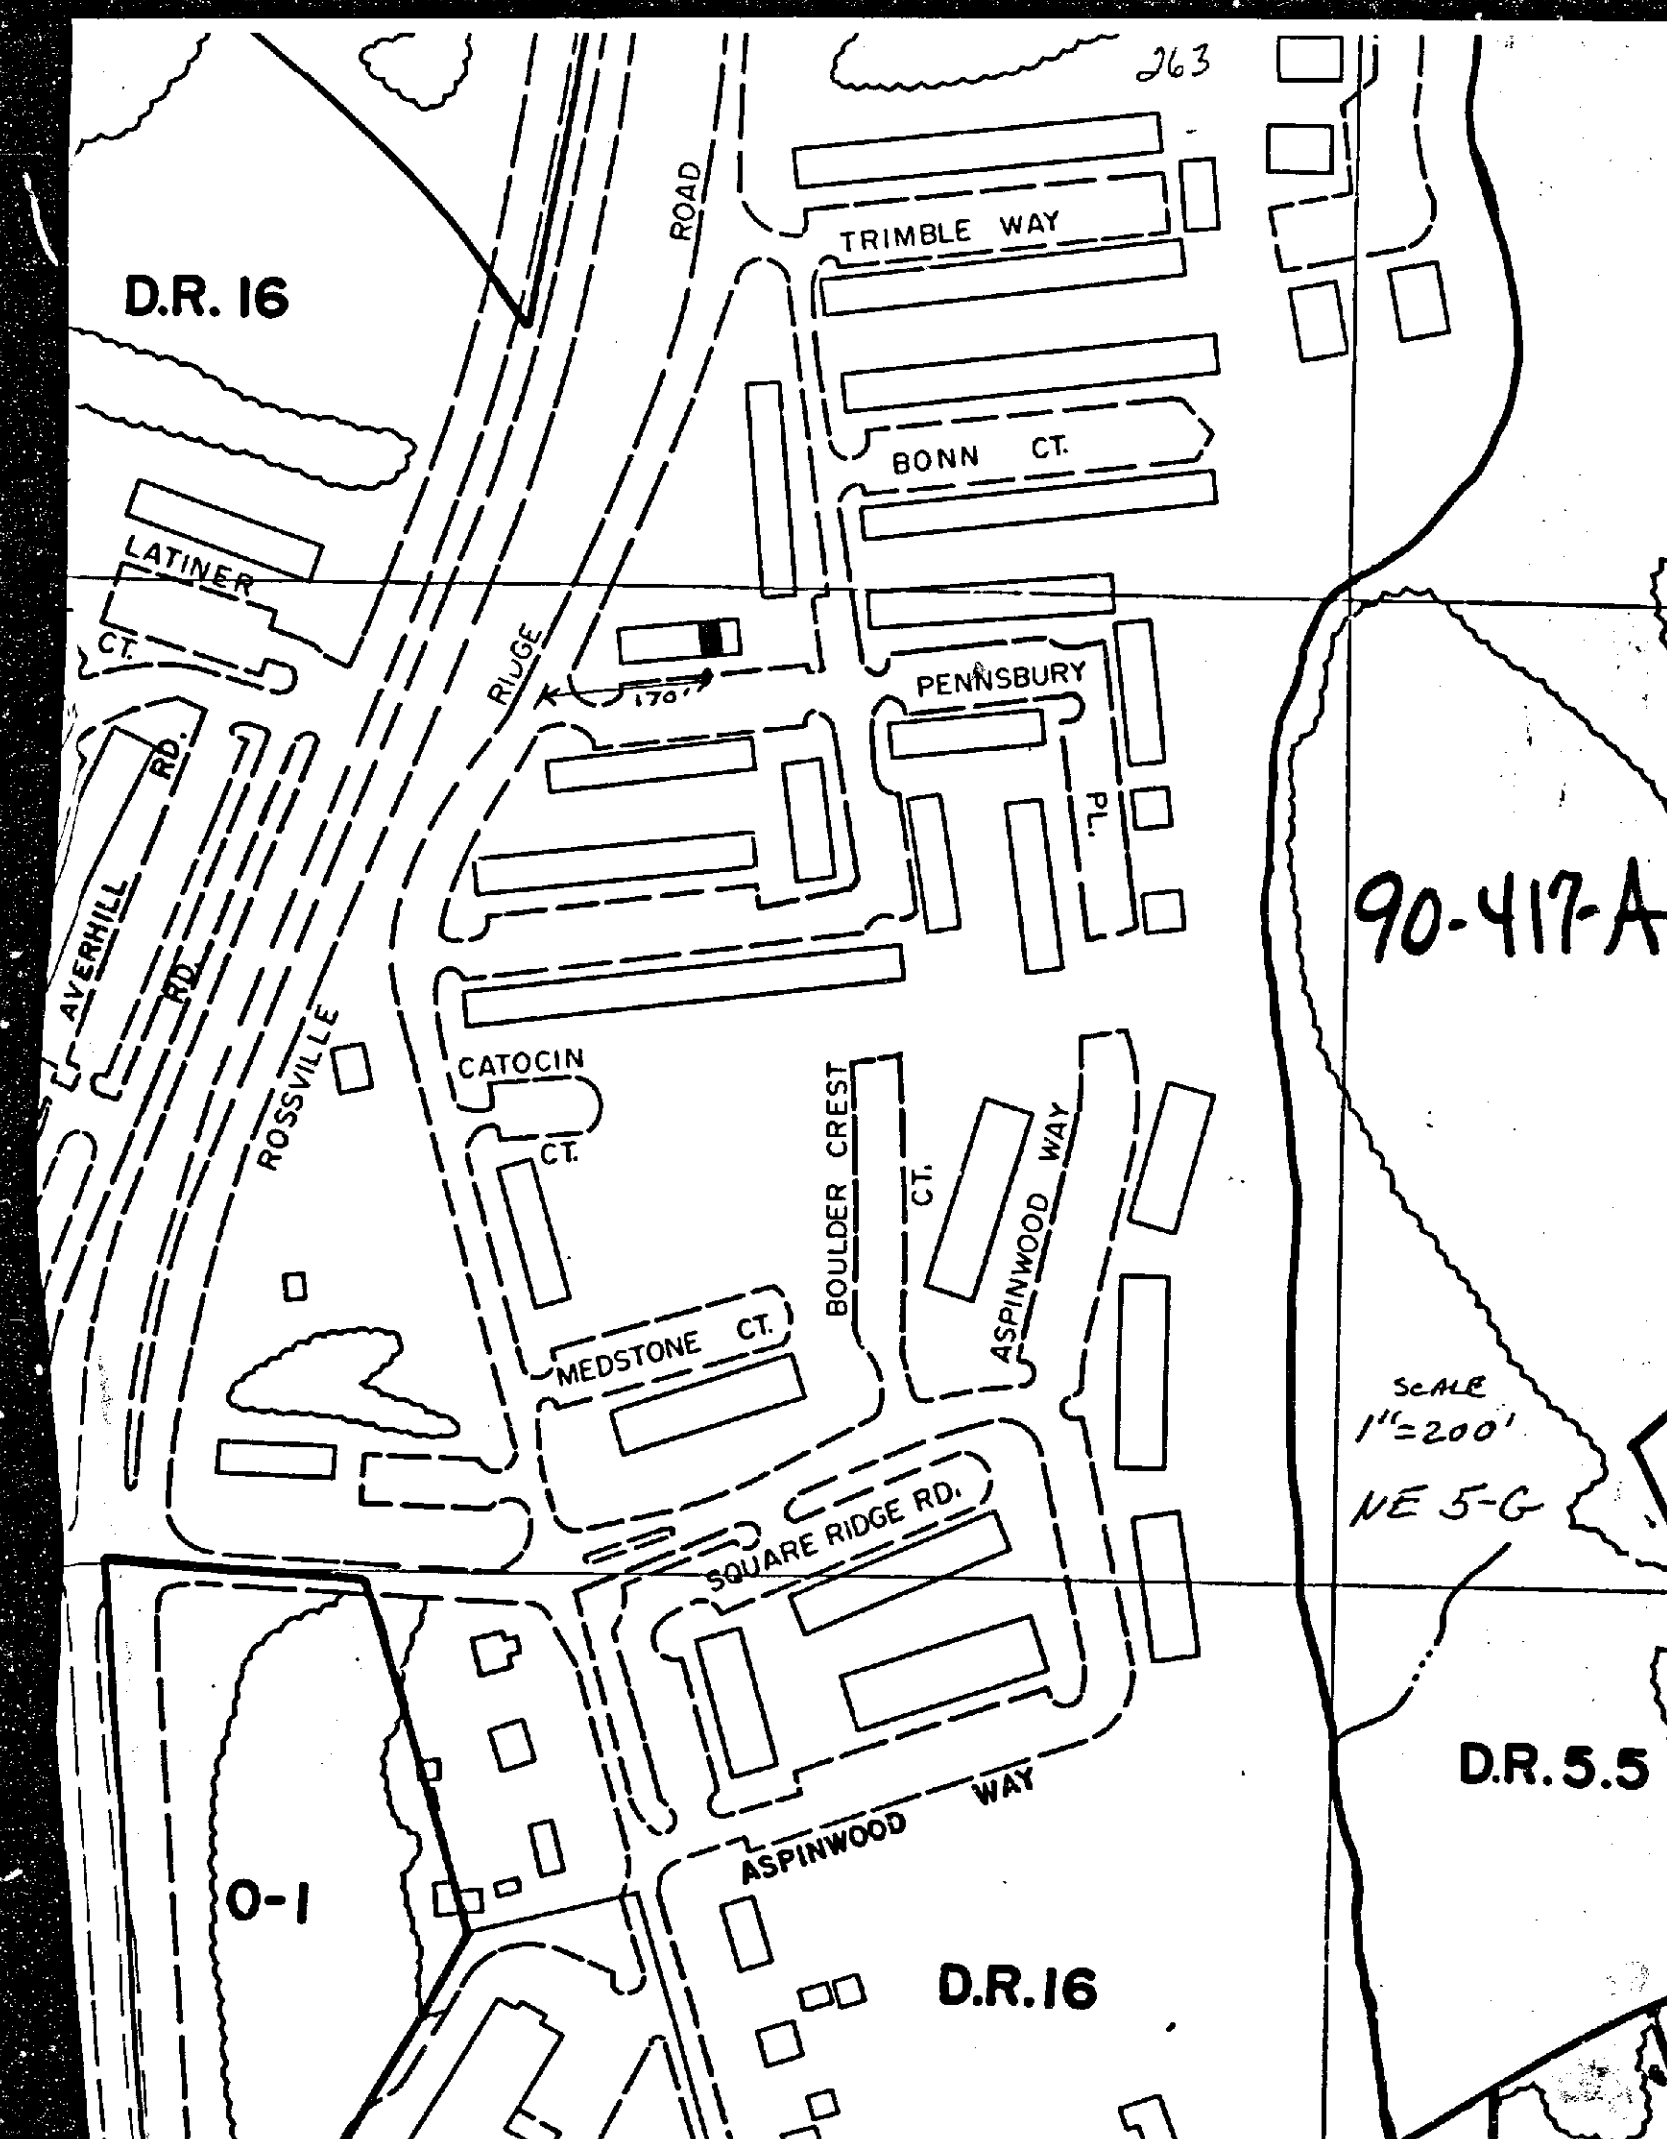 263
ROAD
TRIMBLE WAY
D.R. 16
BONN CT.
LATINER
CT.
RIDGE
170'
PENNSBURY
PL.
RD.
AVERHILL
RD.
90-417-A
ROSSVILLE
CATOCIN
CT.
BOULDER CREST
CT.
ASPINWOOD WAY
MEDSTONE CT.
SCALE
1"=200'
NE 5-G
SQUARE RIDGE RD.
D.R. 5.5
ASPINWOOD WAY
O-1
D.R. 16